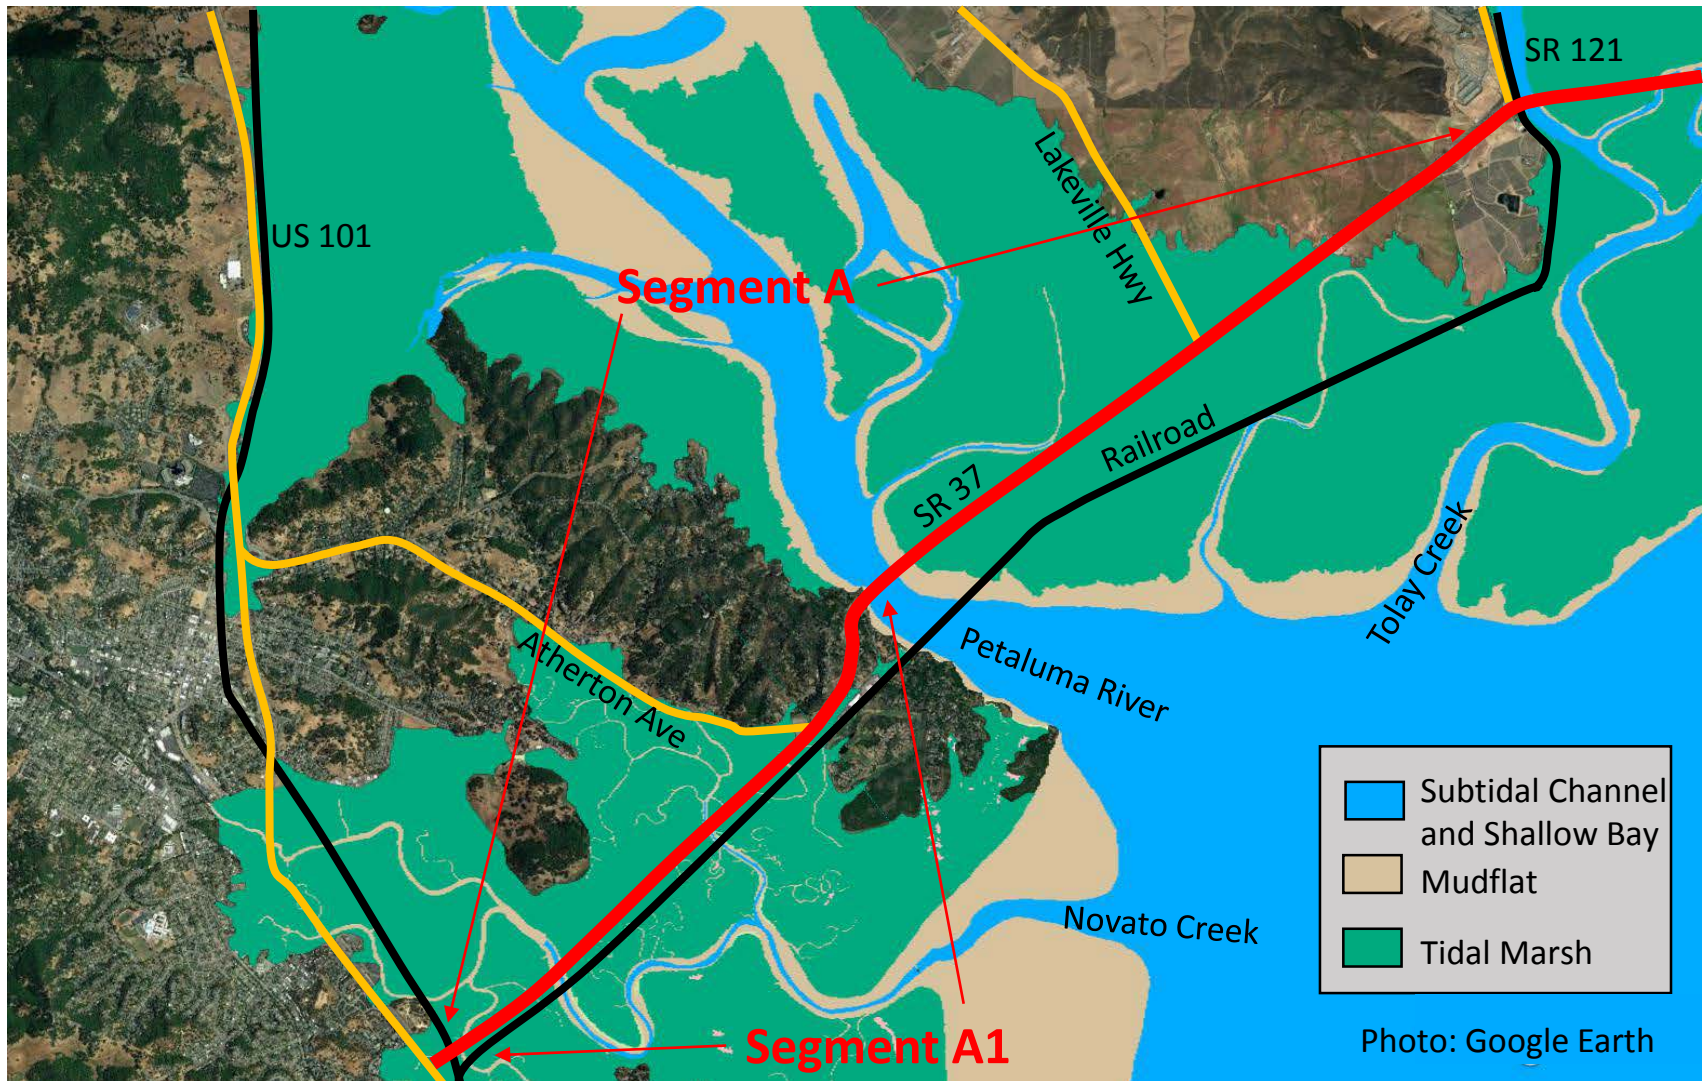 SR 121
US 101
Lakeville Hwy
Segment A
Railroad
SR 37
Tolay Creek
Petaluma River
Atherton Ave
Subtidal Channel
and Shallow Bay
Mudflat
Novato Creek
Tidal Marsh
Segment A1
Photo: Google Earth